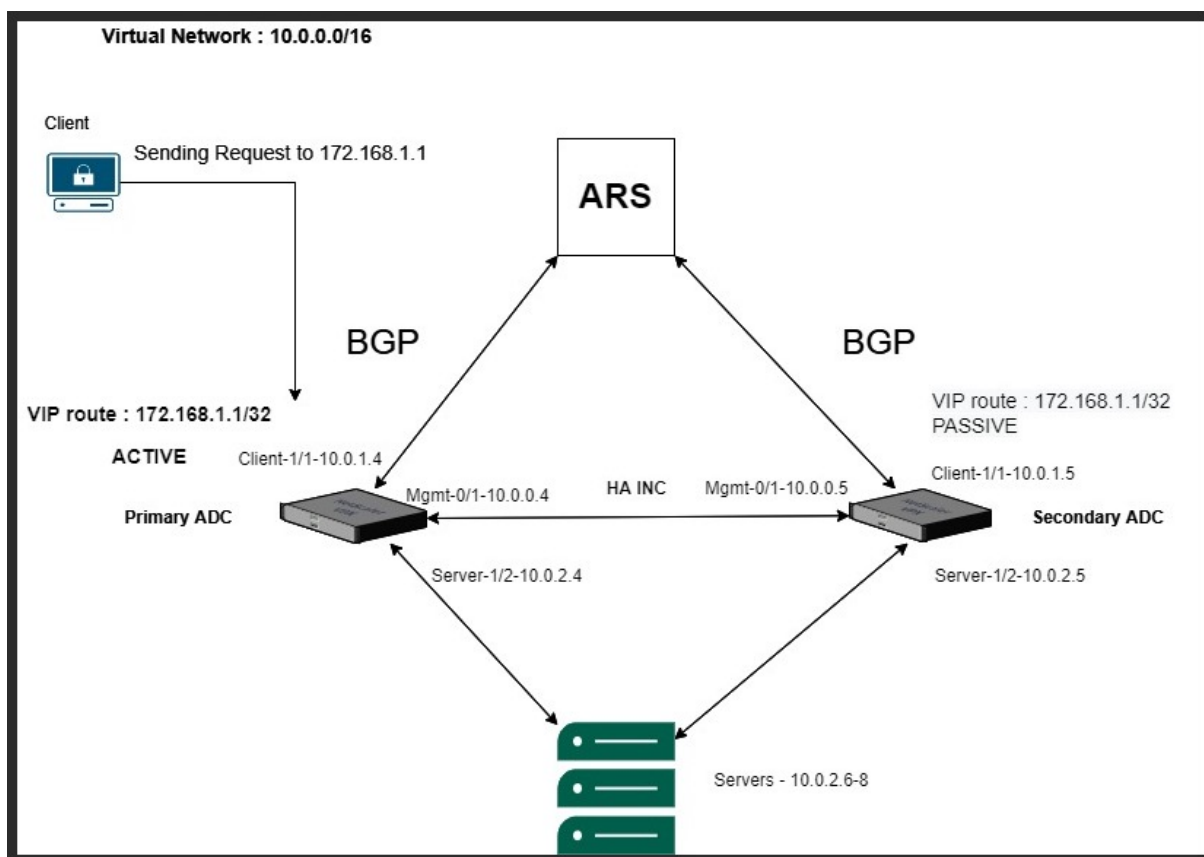 Virtual Network : 10.0.0.0/16
Client
Sending Request to 172.168.1.1
ARS
BGP
BGP
VIP route : 172.168.1.1/32
ACTIVE
VIP route : 172.168.1.1/32
PASSIVE
Client-1/1-10.0.1.4
Client-1/1-10.0.1.5
Mgmt-0/1-10.0.0.4
HA INC
Mgmt-0/1-10.0.0.5
Primary ADC
Secondary ADC
Server-1/2-10.0.2.4
Server-1/2-10.0.2.5
Servers - 10.0.2.6-8